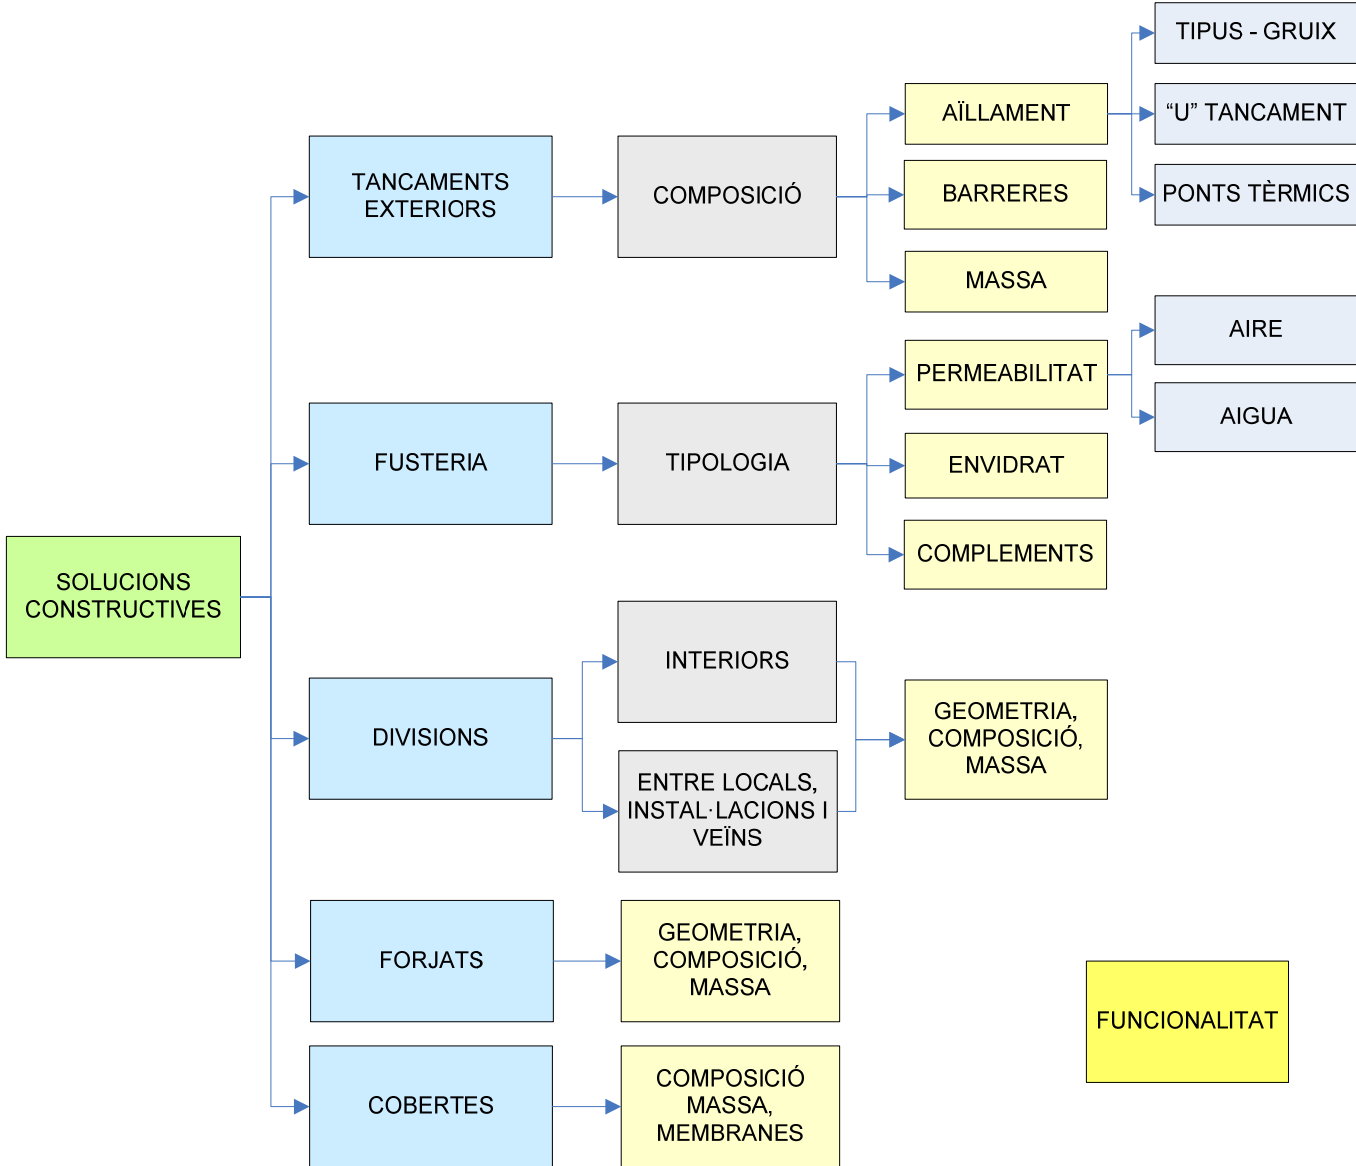 TIPUS - GRUIX
AÏLLAMENT
“U” TANCAMENT
TANCAMENTS
EXTERIORS
COMPOSICIÓ
BARRERES
PONTS TÈRMICS
MASSA
AIRE
PERMEABILITAT
AIGUA
FUSTERIA
TIPOLOGIA
ENVIDRAT
COMPLEMENTS
SOLUCIONS
CONSTRUCTIVES
INTERIORS
DIVISIONS
GEOMETRIA,
COMPOSICIÓ,
MASSA
ENTRE LOCALS,
INSTAL·LACIONS I
VEÏNS
FORJATS
GEOMETRIA,
COMPOSICIÓ,
MASSA
FUNCIONALITAT
COBERTES
COMPOSICIÓ
MASSA,
MEMBRANES